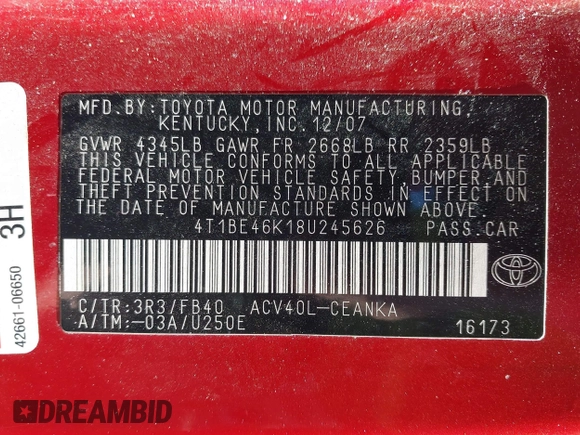 MFD.BY:TOYOTA MOTOR MANUFACTURING,
KENTUCKY,INC.12/07
GVWR 4345LB GAWR FR 2668LB RR 2359LB
THIS VEHICLE CONFORMS TO ALL APPLICABLE
FEDERAL MOTOR VEHICLE SAFETY,BUMPER AND
THEFT PREVENTION STANDARDS IN EFFECT ON
THE DATE OF MANUFACTURE SHOWN ABOVE.
4T1BE46K18U245626 PASS.CAR
C/TR:3R3/FB40 ACV40L-CEANKA
A/TM:-03A/U250E
16173
TOYOTA
3H
42661-06650
DREAMBID